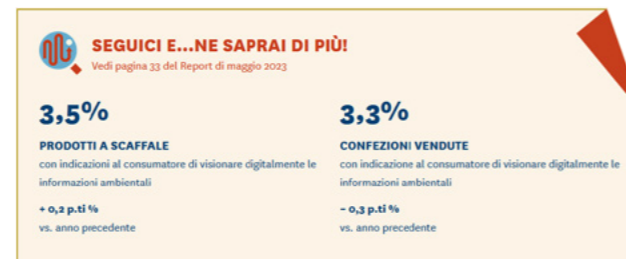 SEGUICI E...NE SAPRAI DI PIÙ!
Vedi pagina 33 del Report di maggio 2023
3,5%
PRODOTTI A SCAFFALE
con indicazioni al consumatore di visionare digitalmente le
informazioni ambientali
+ 0,2 p.ti %
vs. anno precedente
3,3%
CONFEZIONI VENDUTE
con indicazione al consumatore di visionare digitalmente le
informazioni ambientali
- 0,3 p.ti %
vs. anno precedente